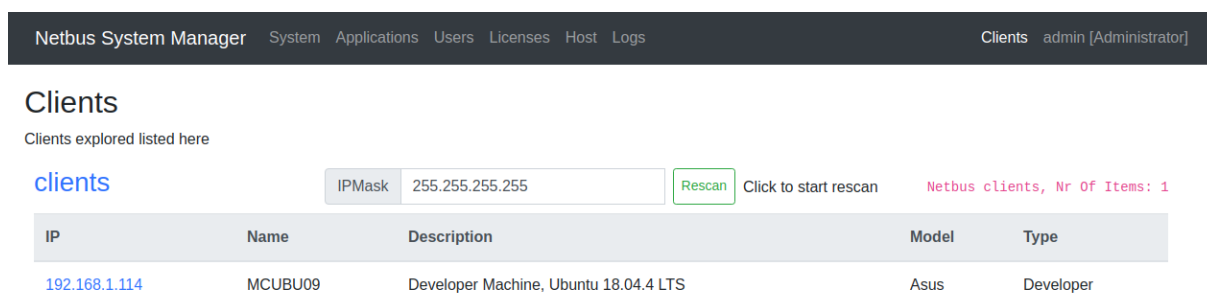 Netbus System Manager System Applications Users Licenses Host Logs Clients admin [Administrator]
Clients
Clients explored listed here
clients IPMask 255.255.255.255 Rescan Click to start rescan Netbus clients, Nr Of Items: 1
IP Name Description Model Type
192.168.1.114 MCUBU09 Developer Machine, Ubuntu 18.04.4 LTS Asus Developer